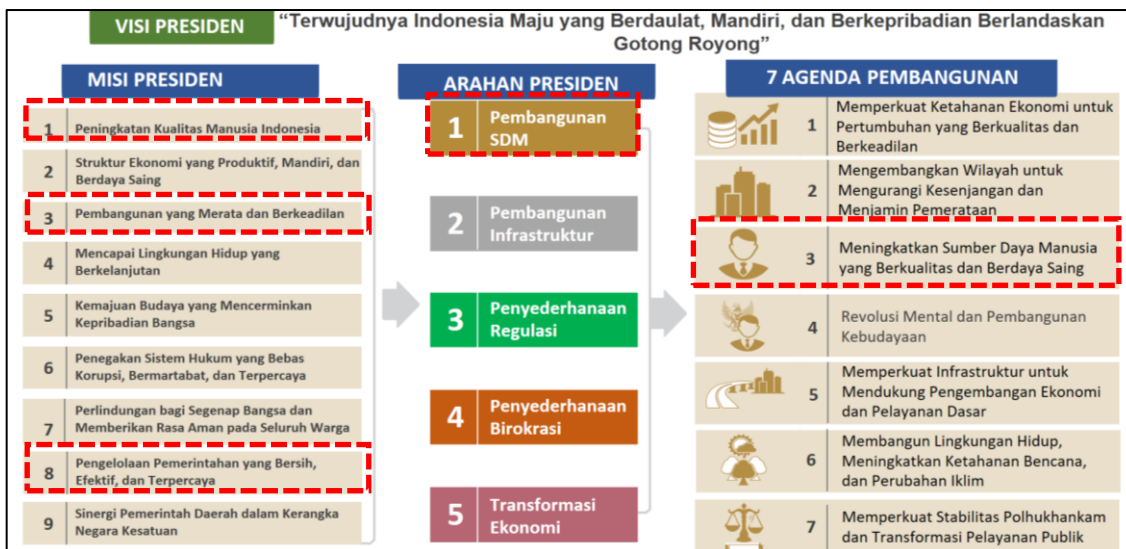 VISI PRESIDEN
“Terwujudnya Indonesia Maju yang Berdaulat, Mandiri, dan Berkepribadian Berlandaskan
Gotong Royong”
MISI PRESIDEN
1 Peningkatan Kualitas Manusia Indonesia
2 Struktur Ekonomi yang Produktif, Mandiri, dan
Berdaya Saing
3 Pembangunan yang Merata dan Berkeadilan
4 Mencapai Lingkungan Hidup yang
Berkelanjutan
5 Kemajuan Budaya yang Mencerminkan
Kepribadian Bangsa
6 Penegakan Sistem Hukum yang Bebas
Korupsi, Bermartabat, dan Terpercaya
7 Perlindungan bagi Segenap Bangsa dan
Memberikan Rasa Aman pada Seluruh Warga
8 Pengelolaan Pemerintahan yang Bersih,
Efektif, dan Terpercaya
9 Sinergi Pemerintah Daerah dalam Kerangka
Negara Kesatuan
ARAHAN PRESIDEN
1 Pembangunan
SDM
2 Pembangunan
Infrastruktur
3 Penyederhanaan
Regulasi
4 Penyederhanaan
Birokrasi
5 Transformasi
Ekonomi
7 AGENDA PEMBANGUNAN
1 Memperkuat Ketahanan Ekonomi untuk
Pertumbuhan yang Berkualitas dan
Berkeadilan
2 Mengembangkan Wilayah untuk
Mengurangi Kesenjangan dan
Menjamin Pemerataan
3 Meningkatkan Sumber Daya Manusia
yang Berkualitas dan Berdaya Saing
4 Revolusi Mental dan Pembangunan
Kebudayaan
5 Memperkuat Infrastruktur untuk
Mendukung Pengembangan Ekonomi
dan Pelayanan Dasar
6 Membangun Lingkungan Hidup,
Meningkatkan Ketahanan Bencana,
dan Perubahan Iklim
7 Memperkuat Stabilitas Polhukhankam
dan Transformasi Pelayanan Publik